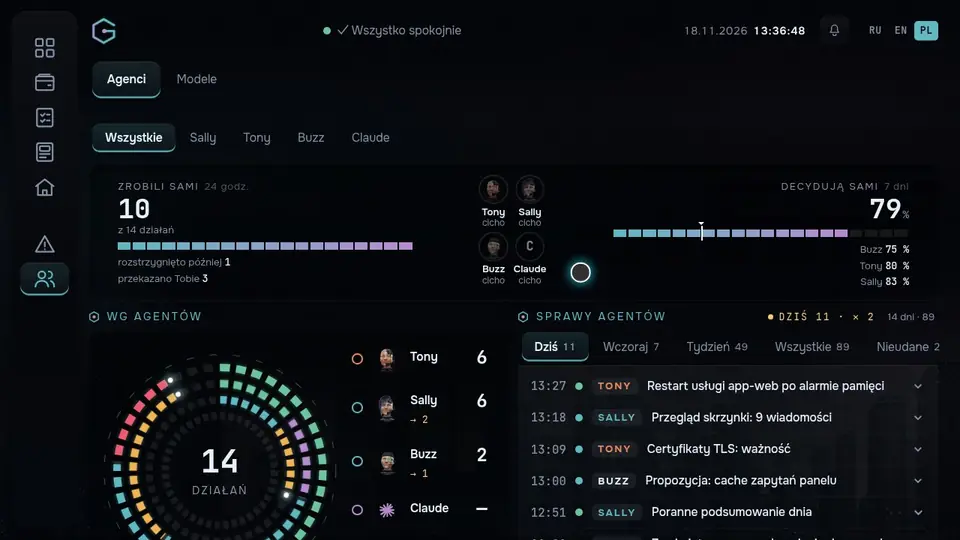 ✓ Wszystko spokojnie
18.11.2026 13:36:48
RU EN PL
Agenci Modele
Wszystkie Sally Tony Buzz Claude
ZROBILI SAMI 24 godz.
10
z 14 działań
rozstrzygnięto później 1
przekazano Tobie 3
Tony Sally
cicho cicho
C
Buzz Claude
cicho cicho
DECYDUJĄ SAMI 7 dni
79%
Buzz 75 %
Tony 80 %
Sally 83 %
WG AGENTÓW
14
DZIAŁAŃ
Tony 6
Sally 6
→ 2
Buzz 2
→ 1
Claude —
SPRAWY AGENTÓW
DZIŚ 11 · × 2 14 dni · 89
Dziś 11 Wczoraj 7 Tydzień 49 Wszystkie 89 Nieudane 2
13:27 TONY Restart usługi app-web po alarmie pamięci
13:18 SALLY Przegląd skrzynki: 9 wiadomości
13:09 TONY Certyfikaty TLS: ważność
13:00 BUZZ Propozycja: cache zapytań panelu
12:51 SALLY Poranne podsumowanie dnia